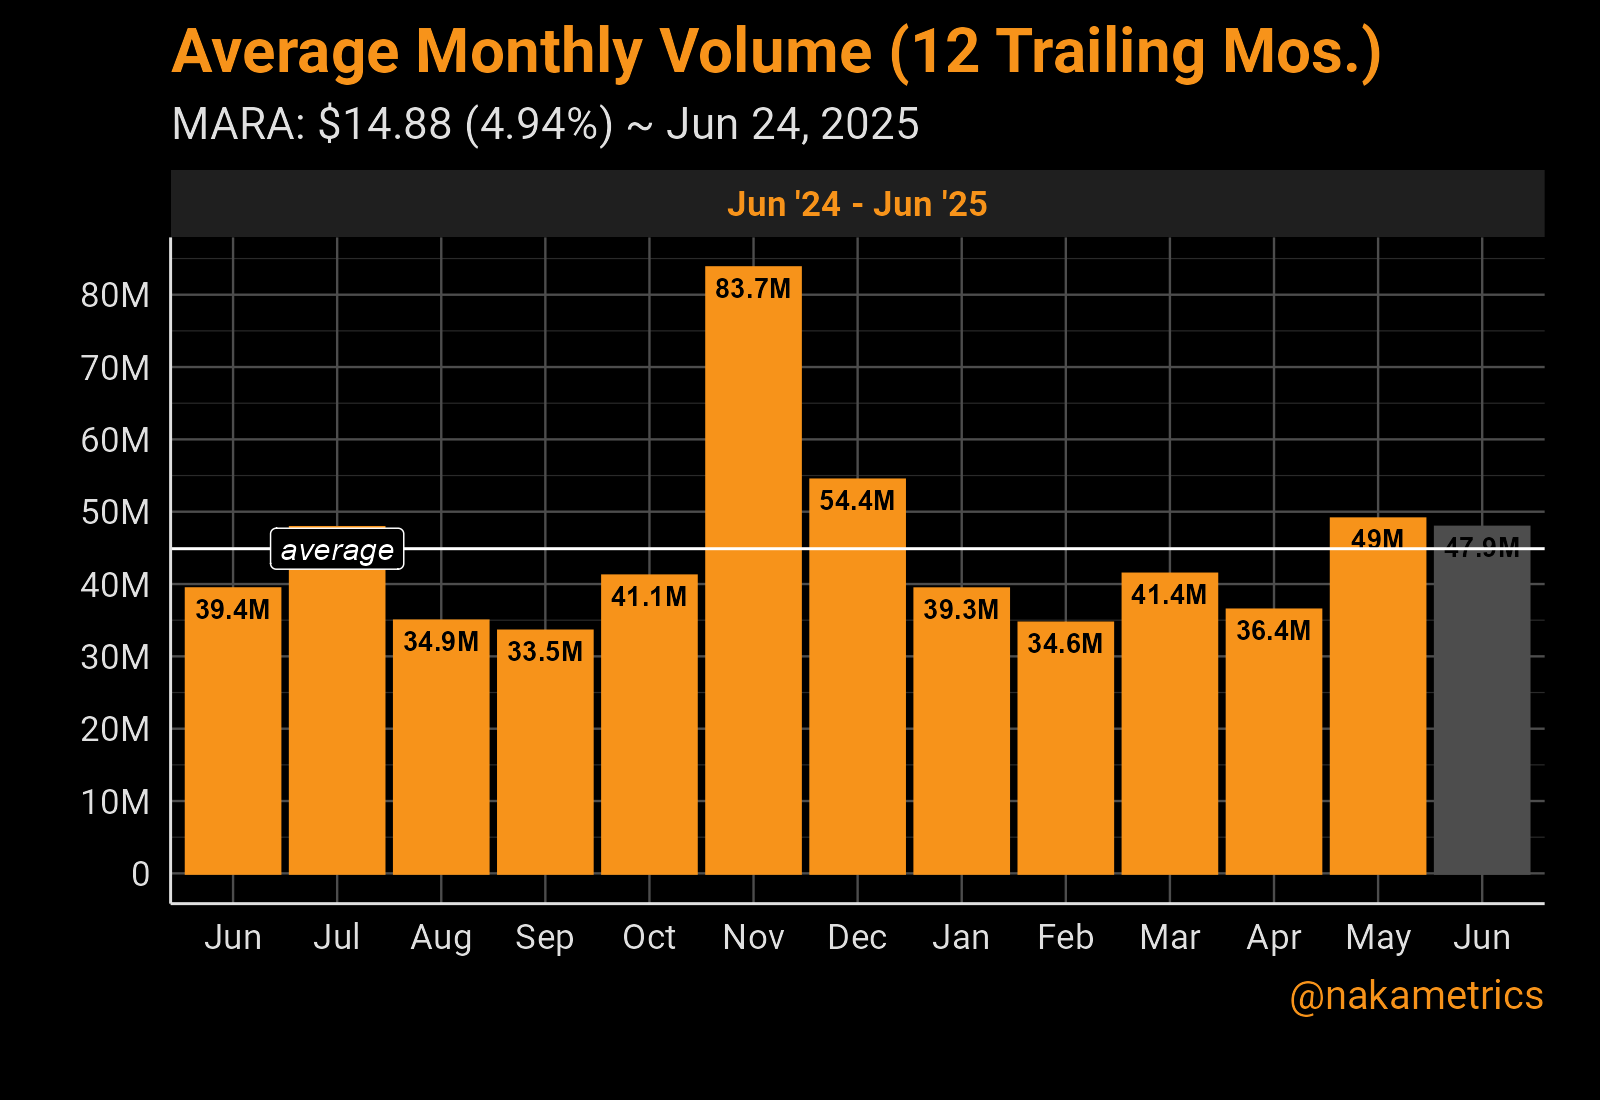 Average Monthly Volume (12 Trailing Mos.)
MARA: $14.88 (4.94%) ~ Jun 24, 2025
Jun '24 - Jun '25
80M
70M
60M
50M
40M
30M
20M
10M
0
83.7M
54.4M
49M
47.9M
average
39.4M
34.9M
33.5M
41.1M
39.3M
34.6M
41.4M
36.4M
Jun Jul Aug Sep Oct Nov Dec Jan Feb Mar Apr May Jun
@nakametrics